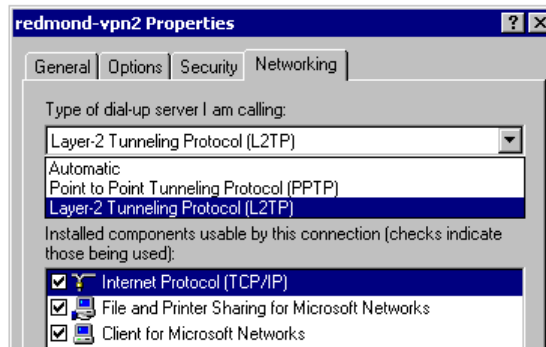 redmond-vpn2 Properties
General Options Security Networking
Type of dial-up server I am calling:
Layer-2 Tunneling Protocol (L2TP)
Automatic
Point to Point Tunneling Protocol (PPTP)
Layer-2 Tunneling Protocol (L2TP)
Installed components usable by this connection (checks indicate
those being used):
Internet Protocol (TCP/IP)
File and Printer Sharing for Microsoft Networks
Client for Microsoft Networks